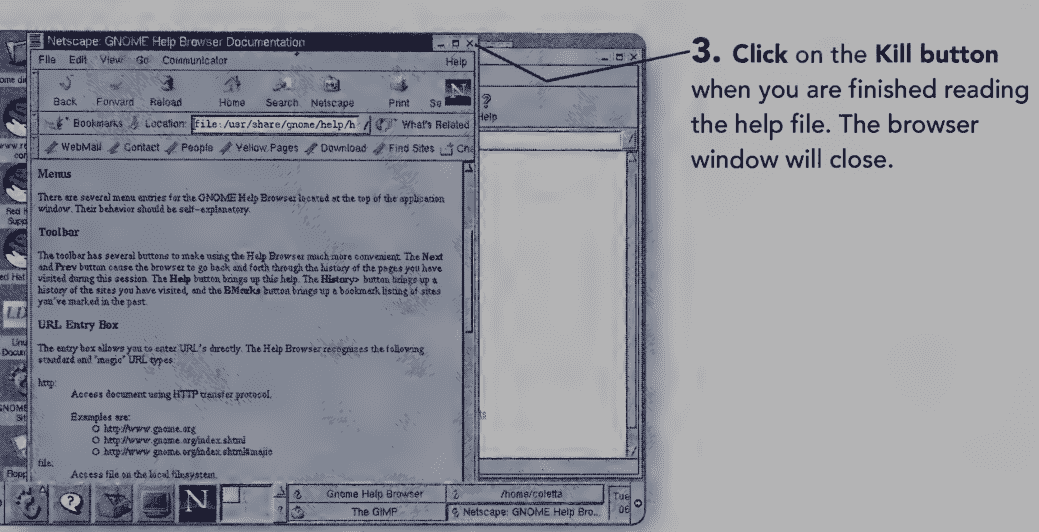 Netscape: GNOME Help Browser Documentation
File Edit View Go Communicator Help
Back Forward Reload Home Search Netscape Print Se
Bookmarks Location: file:/usr/share/gnome/help/h What's Related
WebMail Contact People Yellow Pages Download Find Sites
Menus
There are several menu entries for the GNOME Help Browser located at the top of the application
window. Their behavior should be self-explanatory.
Toolbar
The toolbar has several buttons to make using the Help Browser much more convenient. The Next
and Prev button cause the browser to go back and forth through the history of the pages you have
visited during this session. The Help button brings up this help. The History> button brings up a
history of the sites you have visited, and the BMarks button brings up a bookmark listing of sites
you've marked in the past.
URL Entry Box
The entry box allows you to enter URL's directly. The Help Browser recognizes the following
standard and "magic" URL types
http:
Access document using HTTP transfer protocol.
Examples are:
http://www.gnome.org
http://www.gnome.org/index.shtml
http://www.gnome.org/index.shtml#magic
file:
Access file on the local filesystem.
Gnome Help Browser
/home/coletta
The GIMP
Netscape: GNOME Help Bro...
Tue
06
3. Click on the Kill button
when you are finished reading
the help file. The browser
window will close.